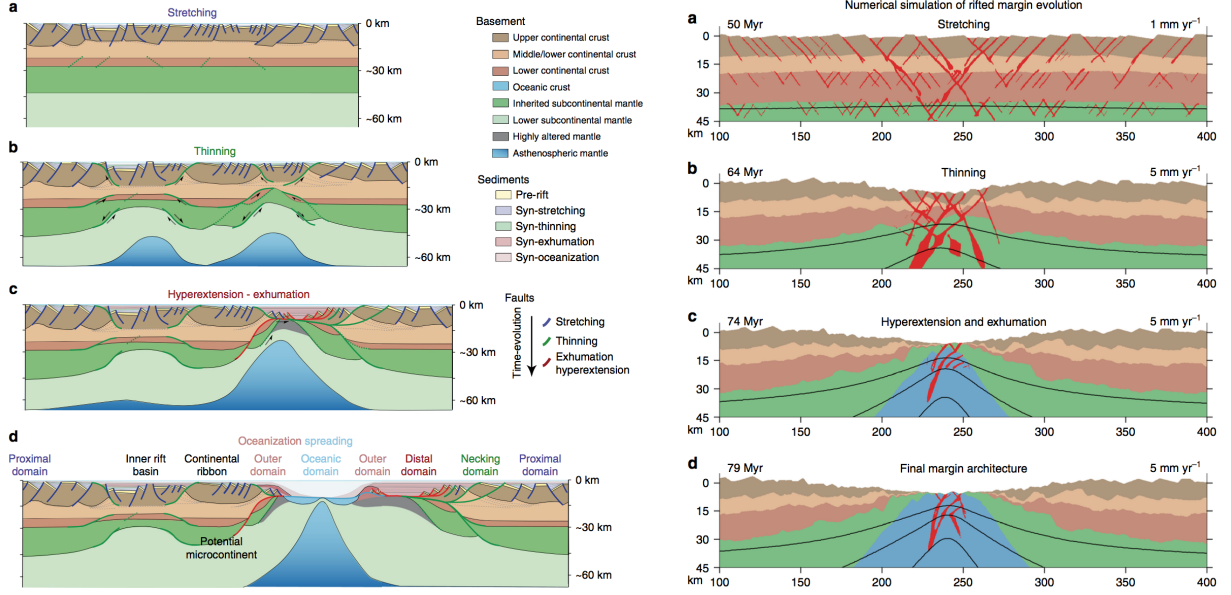 a
Stretching
0 km
~30 km
~60 km
b
Thinning
0 km
~30 km
~60 km
c
Hyperextension - exhumation
0 km
~30 km
~60 km
d
Oceanization spreading
Proximal domain
Inner rift basin
Continental ribbon
Outer domain
Oceanic domain
Outer domain
Distal domain
Necking domain
Proximal domain
0 km
~30 km
~60 km
Potential microcontinent
Basement
Upper continental crust
Middle/lower continental crust
Lower continental crust
Oceanic crust
Inherited subcontinental mantle
Lower subcontinental mantle
Highly altered mantle
Asthenospheric mantle
Sediments
Pre-rift
Syn-stretching
Syn-thinning
Syn-exhumation
Syn-oceanization
Faults
Time-evolution
Stretching
Thinning
Exhumation
hyperextension
Numerical simulation of rifted margin evolution
a
50 Myr Stretching 1 mm yr⁻¹
0
15
30
45
km 100 150 200 250 300 350 400
b
64 Myr Thinning 5 mm yr⁻¹
0
15
30
45
km 100 150 200 250 300 350 400
c
74 Myr Hyperextension and exhumation 5 mm yr⁻¹
0
15
30
45
km 100 150 200 250 300 350 400
d
79 Myr Final margin architecture 5 mm yr⁻¹
0
15
30
45
km 100 150 200 250 300 350 400